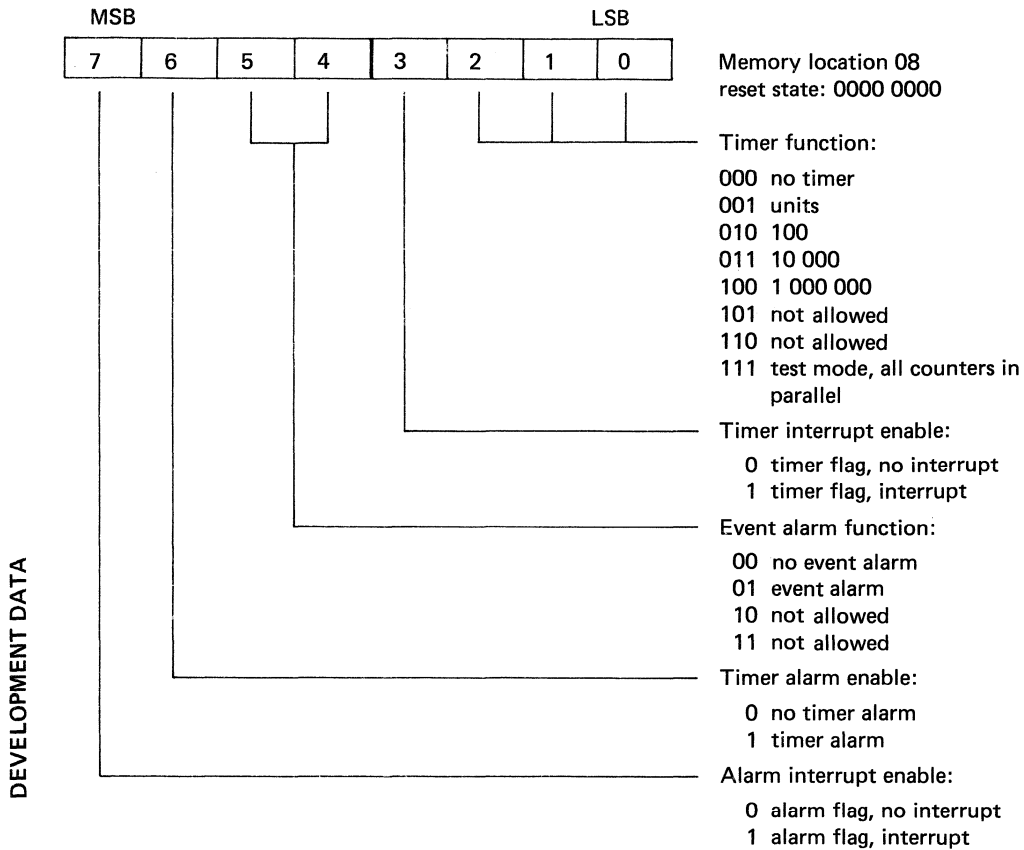 MSB LSB
7 6 5 4 3 2 1 0
Memory location 08
reset state: 0000 0000
Timer function:
000 no timer
001 units
010 100
011 10 000
100 1 000 000
101 not allowed
110 not allowed
111 test mode, all counters in
parallel
Timer interrupt enable:
0 timer flag, no interrupt
1 timer flag, interrupt
Event alarm function:
00 no event alarm
01 event alarm
10 not allowed
11 not allowed
Timer alarm enable:
0 no timer alarm
1 timer alarm
Alarm interrupt enable:
0 alarm flag, no interrupt
1 alarm flag, interrupt
DEVELOPMENT DATA